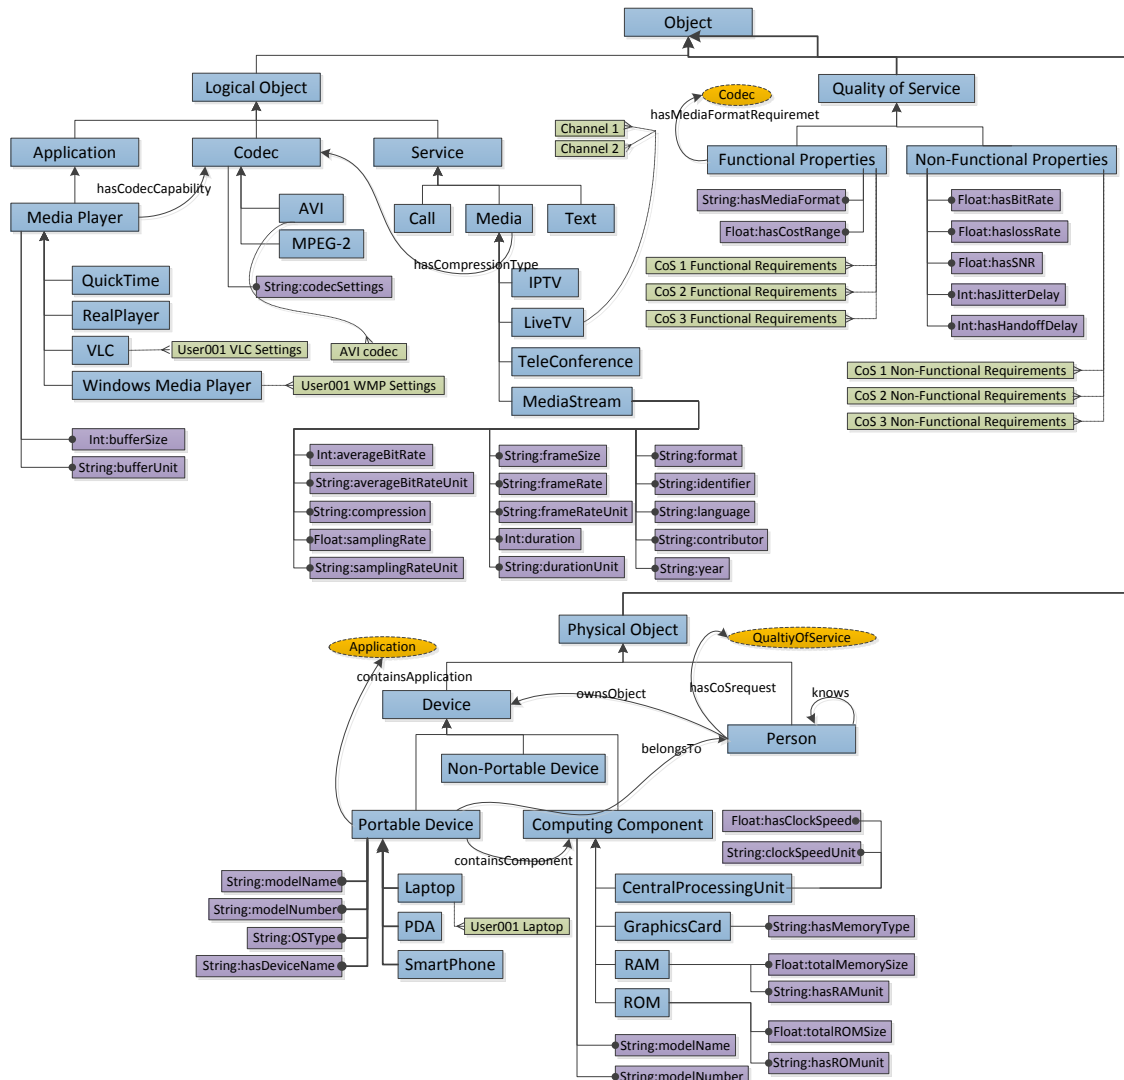 Object
Logical Object
Quality of Service
Codec
hasMediaFormatRequiremet
Channel 1
Channel 2
Application
Codec
Service
Functional Properties
Non-Functional Properties
hasCodecCapability
Media Player
AVI
MPEG-2
Call
Media
Text
String:hasMediaFormat
Float:hasCostRange
Float:hasBitRate
Float:haslossRate
Float:hasSNR
Int:hasJitterDelay
Int:hasHandoffDelay
hasCompressionType
CoS 1 Functional Requirements
CoS 2 Functional Requirements
CoS 3 Functional Requirements
QuickTime
RealPlayer
VLC
Windows Media Player
String:codecSettings
User001 VLC Settings
AVI codec
User001 WMP Settings
IPTV
LiveTV
TeleConference
MediaStream
CoS 1 Non-Functional Requirements
CoS 2 Non-Functional Requirements
CoS 3 Non-Functional Requirements
Int:bufferSize
String:bufferUnit
Int:averageBitRate
String:averageBitRateUnit
String:compression
Float:samplingRate
String:samplingRateUnit
String:frameSize
String:frameRate
String:frameRateUnit
Int:duration
String:durationUnit
String:format
String:identifier
String:language
String:contributor
String:year
Physical Object
Application
QualtiyOfService
containsApplication
hasCoSrequest
ownsObject
knows
Device
Person
belongsTo
Non-Portable Device
Portable Device
Computing Component
containsComponent
Float:hasClockSpeed
String:clockSpeedUnit
String:modelName
String:modelNumber
String:OSType
String:hasDeviceName
Laptop
PDA
SmartPhone
User001 Laptop
CentralProcessingUnit
GraphicsCard
RAM
ROM
String:hasMemoryType
Float:totalMemorySize
String:hasRAMunit
Float:totalROMSize
String:hasROMunit
String:modelName
String:modelNumber